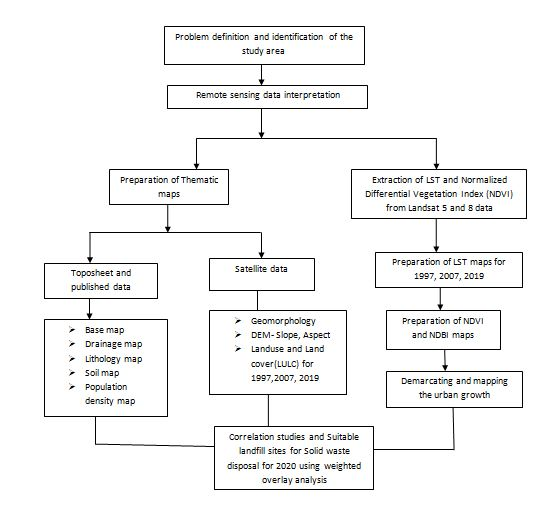 Problem definition and identification of the
study area
Remote sensing data interpretation
Preparation of Thematic
maps
Extraction of LST and Normalized
Differential Vegetation Index (NDVI)
from Landsat 5 and 8 data
Toposheet and
published data
Satellite data
Preparation of LST maps for
1997, 2007, 2019
Base map
Drainage map
Lithology map
Soil map
Population
density map
Geomorphology
DEM- Slope, Aspect
Landuse and Land
cover(LULC) for
1997,2007, 2019
Preparation of NDVI
and NDBI maps
Demarcating and mapping
the urban growth
Correlation studies and Suitable
landfill sites for Solid waste
disposal for 2020 using weighted
overlay analysis